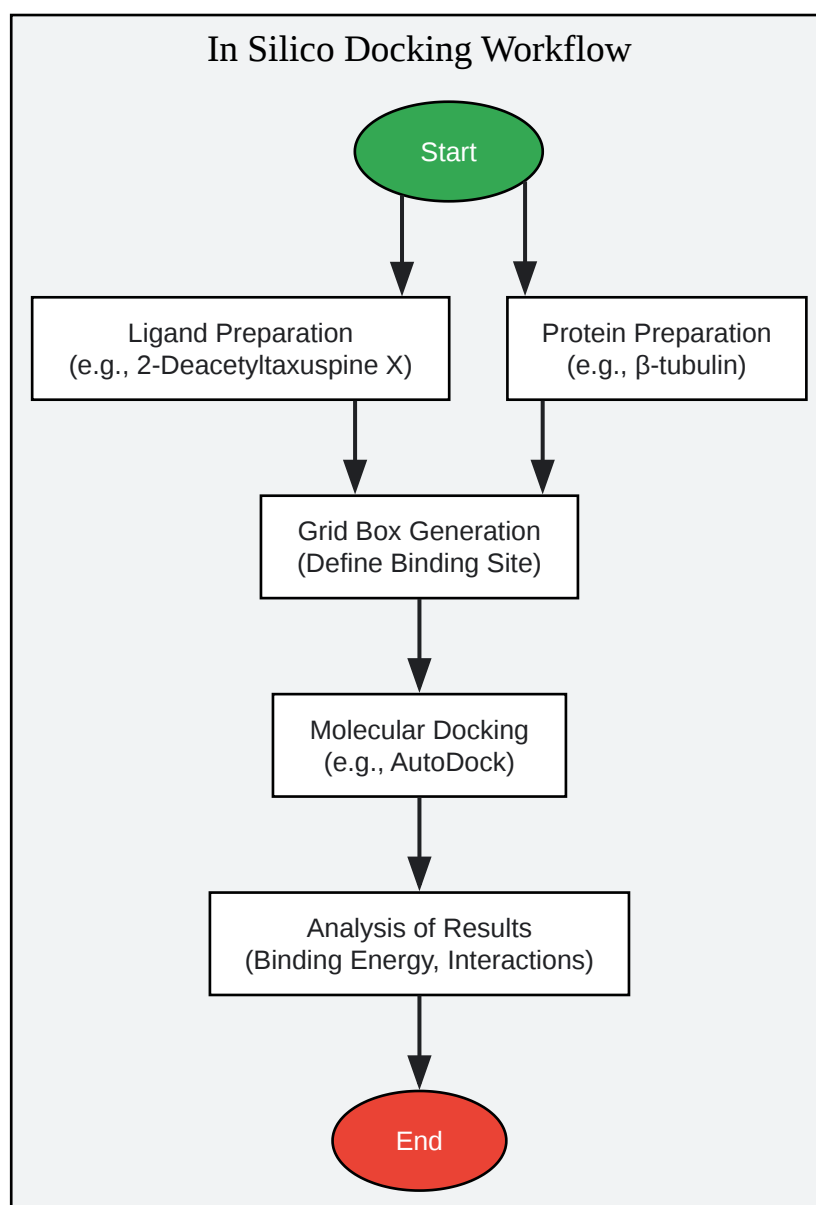 In Silico Docking Workflow
Start
Ligand Preparation
(e.g., 2-Deacetyltaxuspine X)
Protein Preparation
(e.g., β-tubulin)
Grid Box Generation
(Define Binding Site)
Molecular Docking
(e.g., AutoDock)
Analysis of Results
(Binding Energy, Interactions)
End